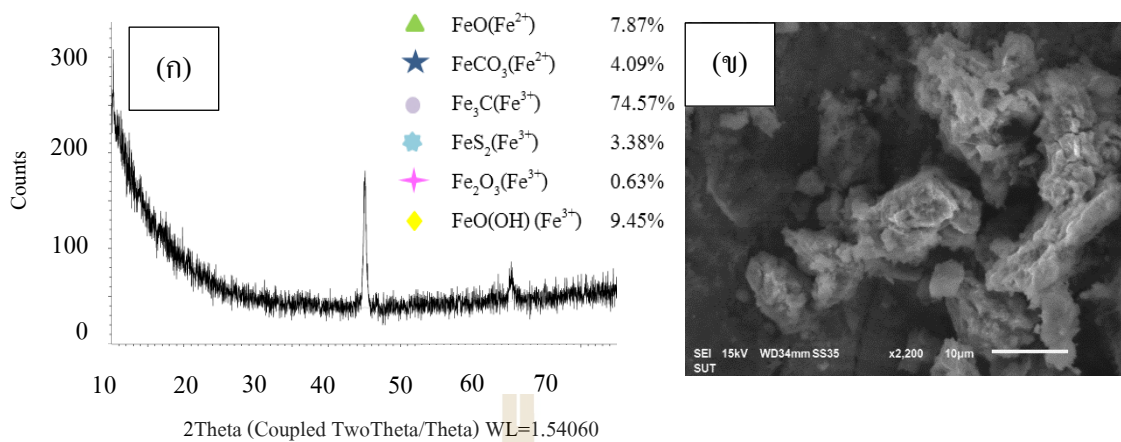 (ก)
Counts
300
200
100
0
10 20 30 40 50 60 70
2Theta (Coupled TwoTheta/Theta) WL=1.54060
FeO(Fe²⁺) 7.87%
FeCO₃(Fe²⁺) 4.09%
Fe₃C(Fe³⁺) 74.57%
FeS₂(Fe³⁺) 3.38%
Fe₂O₃(Fe³⁺) 0.63%
FeO(OH) (Fe³⁺) 9.45%
(ข)
SEI 15kV WD34mm SS35 x2,200 10µm
SUT